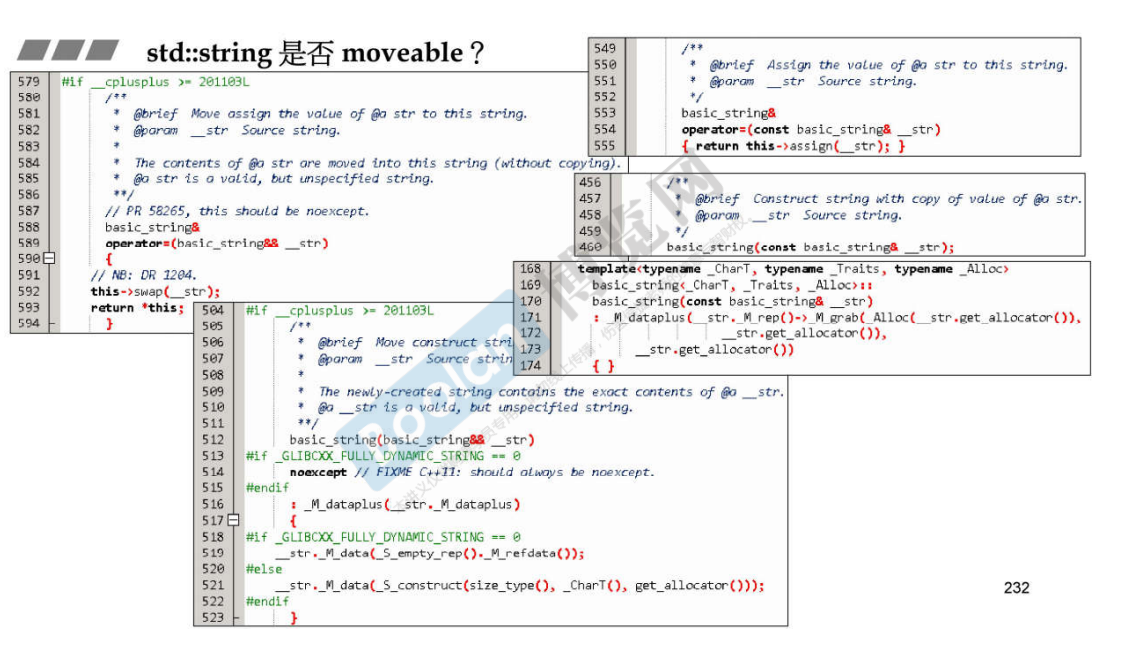 std::string 是否 moveable？
579 #if __cplusplus >= 201103L
580 /**
581 * @brief Move assign the value of @a str to this string.
582 * @param __str Source string.
583 *
584 * The contents of @a str are moved into this string (without copying).
585 * @a str is a valid, but unspecified string.
586 **/
587 // PR 58265, this should be noexcept.
588 basic_string&
589 operator=(basic_string&& __str)
590 {
591 // NB: DR 1204.
592 this->swap(__str);
593 return *this;
594 }
549 /**
550 * @brief Assign the value of @a str to this string.
551 * @param __str Source string.
552 */
553 basic_string&
554 operator=(const basic_string& __str)
555 { return this->assign(__str); }
456 /**
457 * @brief Construct string with copy of value of @a str.
458 * @param __str Source string.
459 */
460 basic_string(const basic_string& __str);
168 template<typename _CharT, typename _Traits, typename _Alloc>
169 basic_string<_CharT, _Traits, _Alloc>::
170 basic_string(const basic_string& __str)
171 : _M_dataplus(__str._M_rep()->_M_grab(_Alloc(__str.get_allocator()),
172 __str.get_allocator()),
173 __str.get_allocator())
174 { }
504 #if __cplusplus >= 201103L
505 /**
506 * @brief Move construct stri
507 * @param __str Source strin
508 *
509 * The newly-created string contains the exact contents of @a __str.
510 * @a __str is a valid, but unspecified string.
511 **/
512 basic_string(basic_string&& __str)
513 #if _GLIBCXX_FULLY_DYNAMIC_STRING == 0
514 noexcept // FIXME C++11: should always be noexcept.
515 #endif
516 : _M_dataplus(__str._M_dataplus)
517 {
518 #if _GLIBCXX_FULLY_DYNAMIC_STRING == 0
519 __str._M_data(_S_empty_rep()._M_refdata());
520 #else
521 __str._M_data(_S_construct(size_type(), _CharT(), get_allocator()));
522 #endif
523 }
Boolan 博览网
232